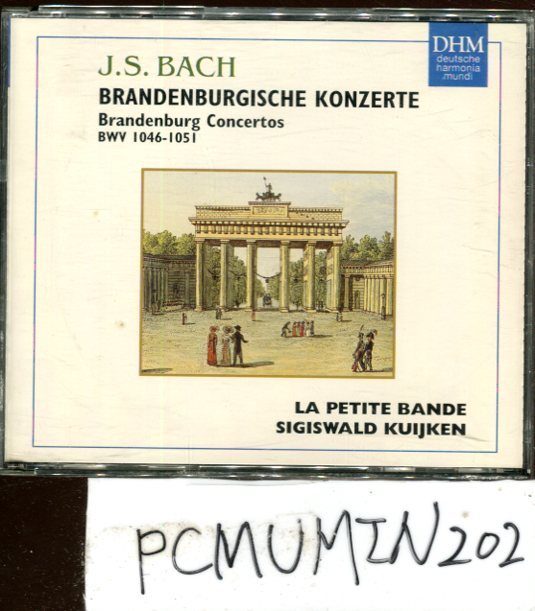 DHM
deutsche
harmonia
mundi
J.S. BACH
BRANDENBURGISCHE KONZERTE
Brandenburg Concertos
BWV 1046-1051
LA PETITE BANDE
SIGISWALD KUIJKEN
PCMUMIN202